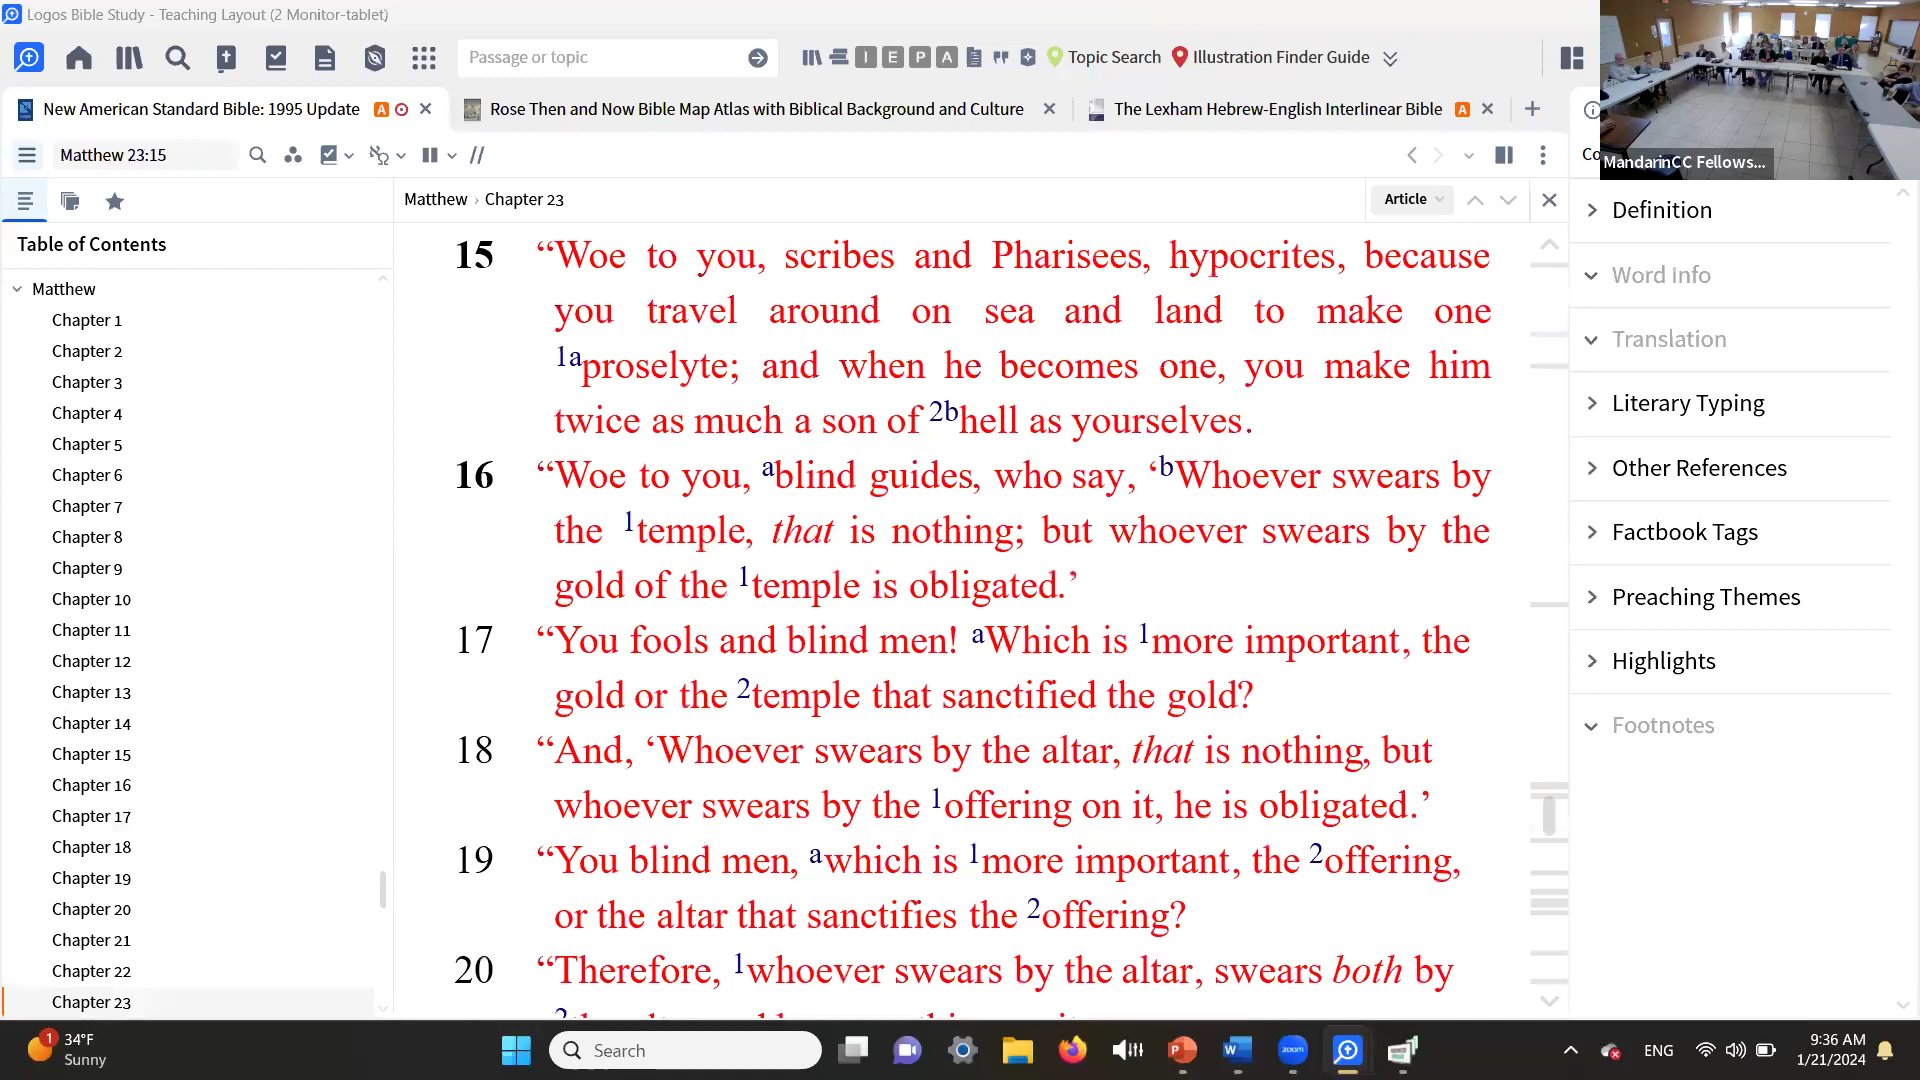 Logos Bible Study - Teaching Layout (2 Monitor-tablet)
Passage or topic
I E P A
Topic Search
Illustration Finder Guide
New American Standard Bible: 1995 Update A
Rose Then and Now Bible Map Atlas with Biblical Background and Culture
The Lexham Hebrew-English Interlinear Bible A
Matthew 23:15
Co
MandarinCC Fellows...
Matthew › Chapter 23
Article
Table of Contents
Matthew
Chapter 1
Chapter 2
Chapter 3
Chapter 4
Chapter 5
Chapter 6
Chapter 7
Chapter 8
Chapter 9
Chapter 10
Chapter 11
Chapter 12
Chapter 13
Chapter 14
Chapter 15
Chapter 16
Chapter 17
Chapter 18
Chapter 19
Chapter 20
Chapter 21
Chapter 22
Chapter 23
15 “Woe to you, scribes and Pharisees, hypocrites, because
you travel around on sea and land to make one
1aproselyte; and when he becomes one, you make him
twice as much a son of 2bhell as yourselves.
16 “Woe to you, ablind guides, who say, ‘bWhoever swears by
the 1temple, that is nothing; but whoever swears by the
gold of the 1temple is obligated.’
17 “You fools and blind men! aWhich is 1more important, the
gold or the 2temple that sanctified the gold?
18 “And, ‘Whoever swears by the altar, that is nothing, but
whoever swears by the 1offering on it, he is obligated.’
19 “You blind men, awhich is 1more important, the 2offering,
or the altar that sanctifies the 2offering?
20 “Therefore, 1whoever swears by the altar, swears both by
Definition
Word Info
Translation
Literary Typing
Other References
Factbook Tags
Preaching Themes
Highlights
Footnotes
1
34°F
Sunny
Search
zoom
ENG
9:36 AM
1/21/2024